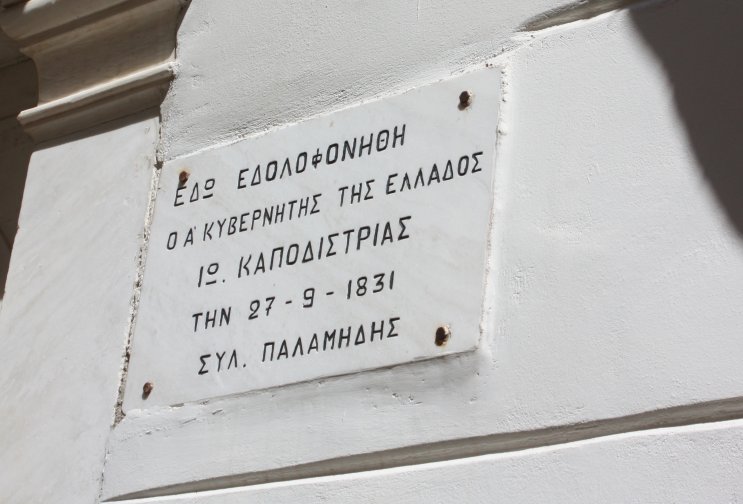 ΕΔΩ ΕΔΟΛΟΦΟΝΗΘΗ
Ο Α' ΚΥΒΕΡΝΗΤΗΣ ΤΗΣ ΕΛΛΑΔΟΣ
ΙΩ. ΚΑΠΟΔΙΣΤΡΙΑΣ
ΤΗΝ 27 - 9 - 1831
ΣΥΛ. ΠΑΛΑΜΗΔΗΣ